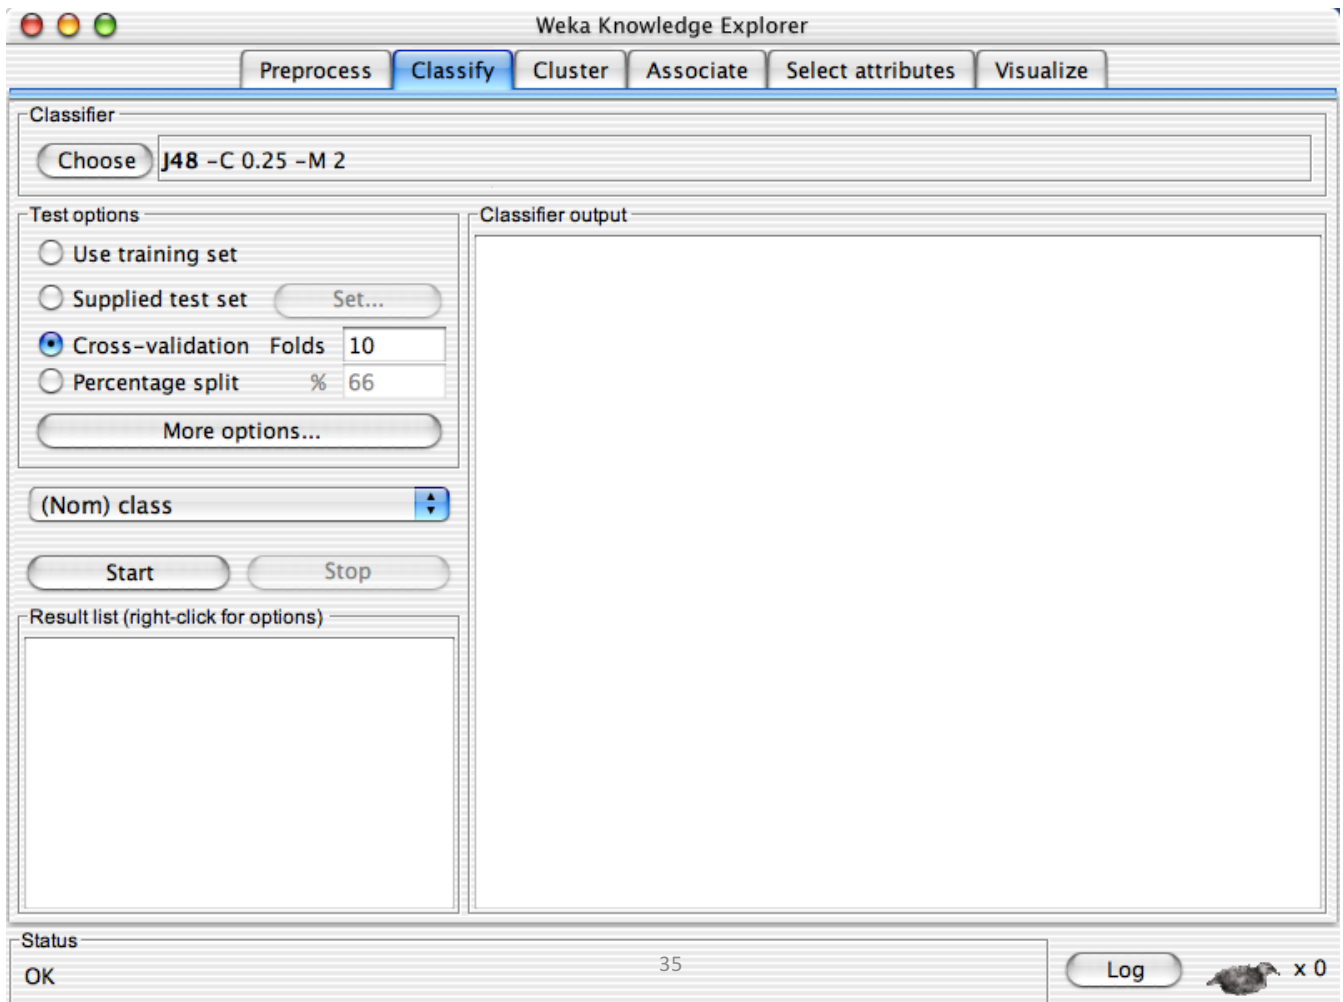 Weka Knowledge Explorer
Preprocess Classify Cluster Associate Select attributes Visualize
Classifier
Choose J48 -C 0.25 -M 2
Test options
Use training set
Supplied test set Set...
Cross-validation Folds 10
Percentage split % 66
More options...
(Nom) class
Start Stop
Result list (right-click for options)
Classifier output
Status
OK
35
Log x 0